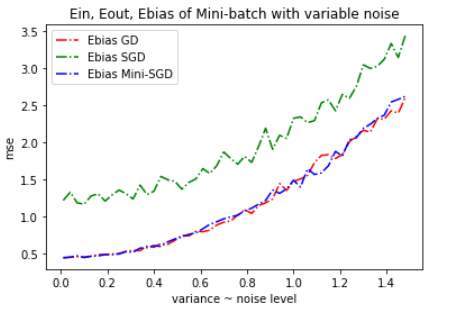 Ein, Eout, Ebias of Mini-batch with variable noise
3.5
3.0
2.5
2.0
1.5
1.0
0.5
mse
Ebias GD
Ebias SGD
Ebias Mini-SGD
0.0 0.2 0.4 0.6 0.8 1.0 1.2 1.4
variance ~ noise level